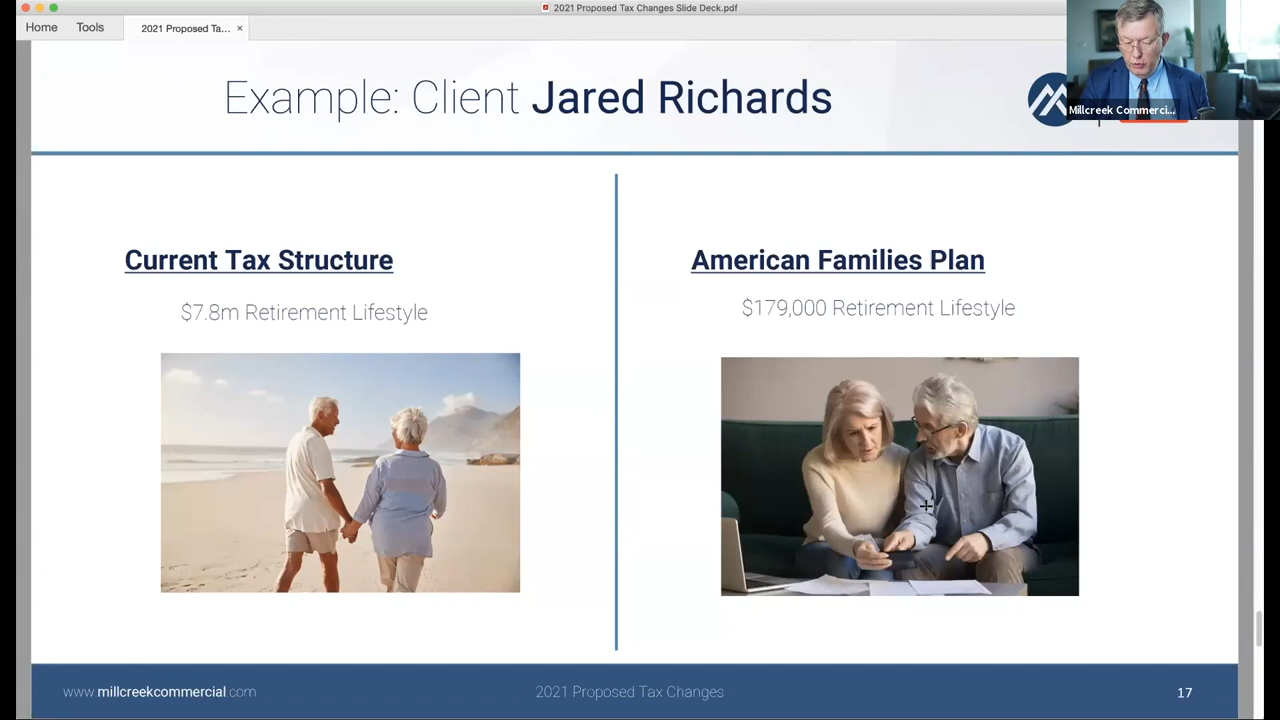 2021 Proposed Tax Changes Slide Deck.pdf
Home Tools 2021 Proposed Ta... ×
Example: Client Jared Richards
Millcreek Commerci...
Current Tax Structure
$7.8m Retirement Lifestyle
American Families Plan
$179,000 Retirement Lifestyle
www.millcreekcommercial.com 2021 Proposed Tax Changes 17